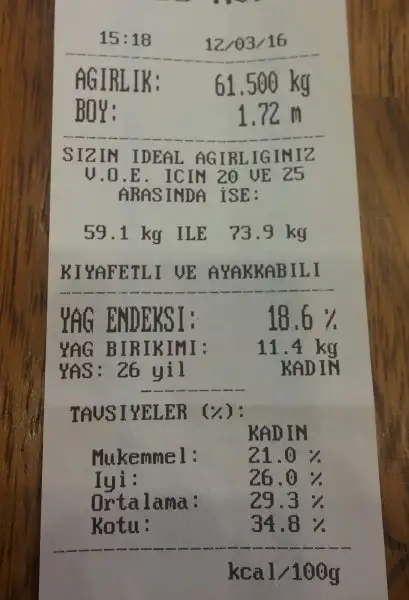 15:18 12/03/16
AGIRLIK: 61.500 kg
BOY: 1.72 m
SIZIN IDEAL AGIRLIGINIZ
V.O.E. ICIN 20 VE 25
ARASINDA İSE:
59.1 kg ILE 73.9 kg
KIYAFETLI VE AYAKKABILI
YAG ENDEKSI: 18.6 %
YAG BIRIKIMI: 11.4 kg
YAS: 26 yil KADIN
TAVSIYELER (%):
KADIN
Mukemmel: 21.0 %
Iyi: 26.0 %
Ortalama: 29.3 %
Kotu: 34.8 %
kcal/100g